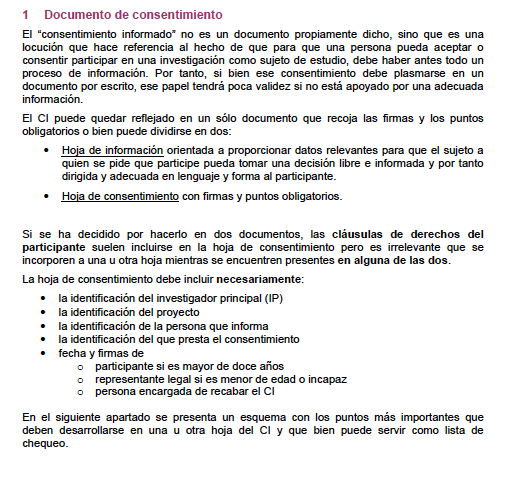 1 Documento de consentimiento
El “consentimiento informado” no es un documento propiamente dicho, sino que es una
locución que hace referencia al hecho de que para que una persona pueda aceptar o
consentir participar en una investigación como sujeto de estudio, debe haber antes todo un
proceso de información. Por tanto, si bien ese consentimiento debe plasmarse en un
documento por escrito, ese papel tendrá poca validez si no está apoyado por una adecuada
información.
El CI puede quedar reflejado en un sólo documento que recoja las firmas y los puntos
obligatorios o bien puede dividirse en dos:
• Hoja de información orientada a proporcionar datos relevantes para que el sujeto a
quien se pide que participe pueda tomar una decisión libre e informada y por tanto
dirigida y adecuada en lenguaje y forma al participante.
• Hoja de consentimiento con firmas y puntos obligatorios.
Si se ha decidido por hacerlo en dos documentos, las cláusulas de derechos del
participante suelen incluirse en la hoja de consentimiento pero es irrelevante que se
incorporen a una u otra hoja mientras se encuentren presentes en alguna de las dos.
La hoja de consentimiento debe incluir necesariamente:
• la identificación del investigador principal (IP)
• la identificación del proyecto
• la identificación de la persona que informa
• la identificación del que presta el consentimiento
• fecha y firmas de
o participante si es mayor de doce años
o representante legal si es menor de edad o incapaz
o persona encargada de recabar el CI
En el siguiente apartado se presenta un esquema con los puntos más importantes que
deben desarrollarse en una u otra hoja del CI y que bien puede servir como lista de
chequeo.